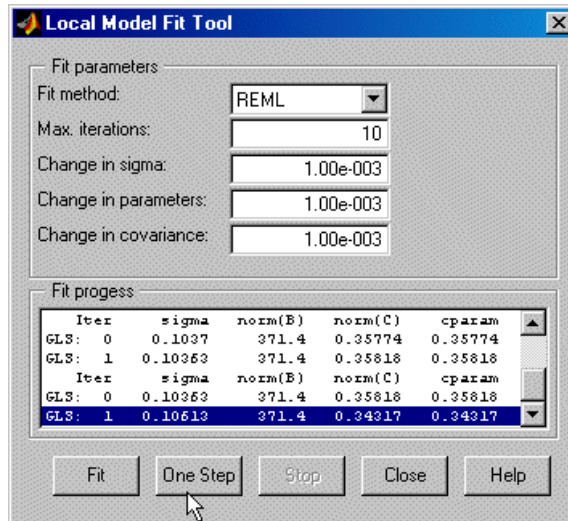 Local Model Fit Tool
Fit parameters
Fit method: REML
Max. iterations: 10
Change in sigma: 1.00e-003
Change in parameters: 1.00e-003
Change in covariance: 1.00e-003
Fit progess
Iter sigma norm(B) norm(C) cparam
GLS: 0 0.1037 371.4 0.35774 0.35774
GLS: 1 0.10363 371.4 0.35818 0.35818
Iter sigma norm(B) norm(C) cparam
GLS: 0 0.10363 371.4 0.35818 0.35818
GLS: 1 0.10613 371.4 0.34317 0.34317
Fit One Step Stop Close Help